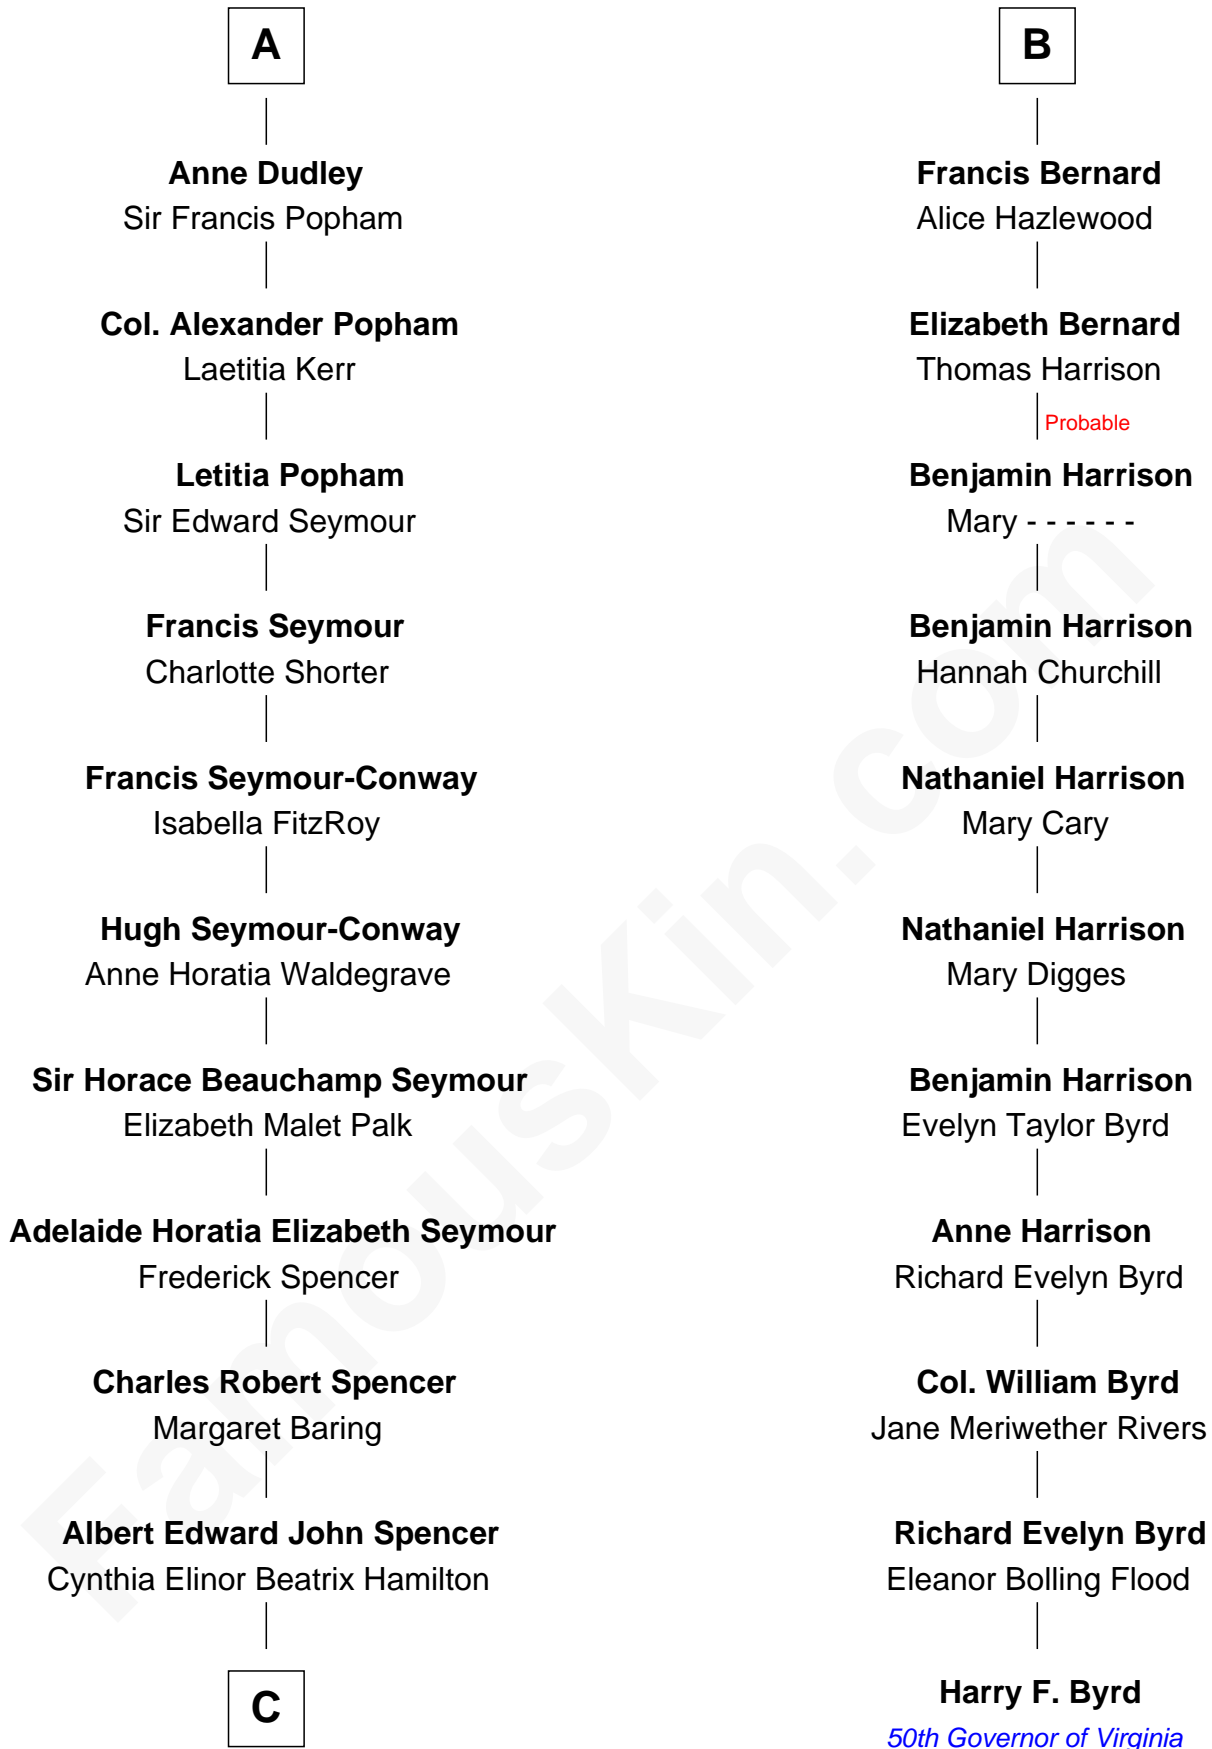 A
Anne Dudley
Sir Francis Popham
Col. Alexander Popham
Laetitia Kerr
Letitia Popham
Sir Edward Seymour
Francis Seymour
Charlotte Shorter
Francis Seymour-Conway
Isabella FitzRoy
Hugh Seymour-Conway
Anne Horatia Waldegrave
Sir Horace Beauchamp Seymour
Elizabeth Malet Palk
Adelaide Horatia Elizabeth Seymour
Frederick Spencer
Charles Robert Spencer
Margaret Baring
Albert Edward John Spencer
Cynthia Elinor Beatrix Hamilton
C
B
Francis Bernard
Alice Hazlewood
Elizabeth Bernard
Thomas Harrison
Probable
Benjamin Harrison
Mary - - - - - -
Benjamin Harrison
Hannah Churchill
Nathaniel Harrison
Mary Cary
Nathaniel Harrison
Mary Digges
Benjamin Harrison
Evelyn Taylor Byrd
Anne Harrison
Richard Evelyn Byrd
Col. William Byrd
Jane Meriwether Rivers
Richard Evelyn Byrd
Eleanor Bolling Flood
Harry F. Byrd
50th Governor of Virginia
FamousKin.com